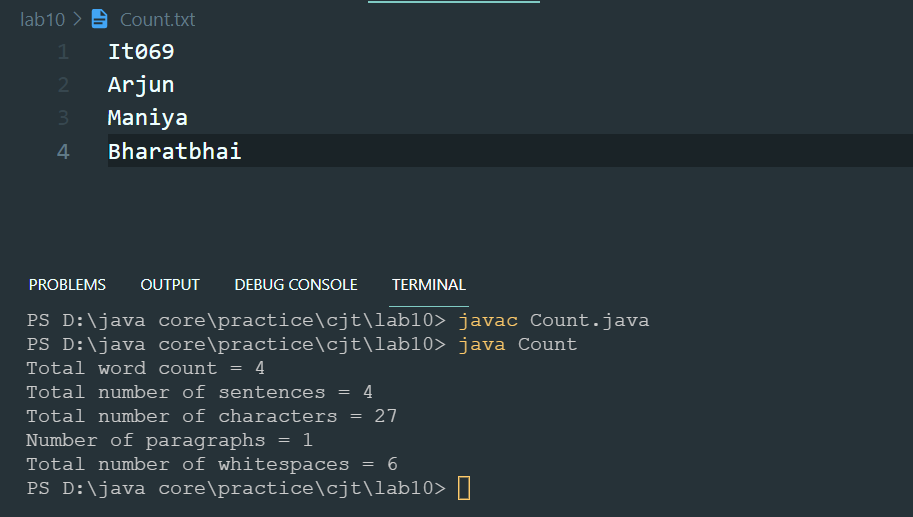 lab10 > Count.txt
1 It069
2 Arjun
3 Maniya
4 Bharatbhai
PROBLEMS OUTPUT DEBUG CONSOLE TERMINAL
PS D:\java core\practice\cjt\lab10> javac Count.java
PS D:\java core\practice\cjt\lab10> java Count
Total word count = 4
Total number of sentences = 4
Total number of characters = 27
Number of paragraphs = 1
Total number of whitespaces = 6
PS D:\java core\practice\cjt\lab10>